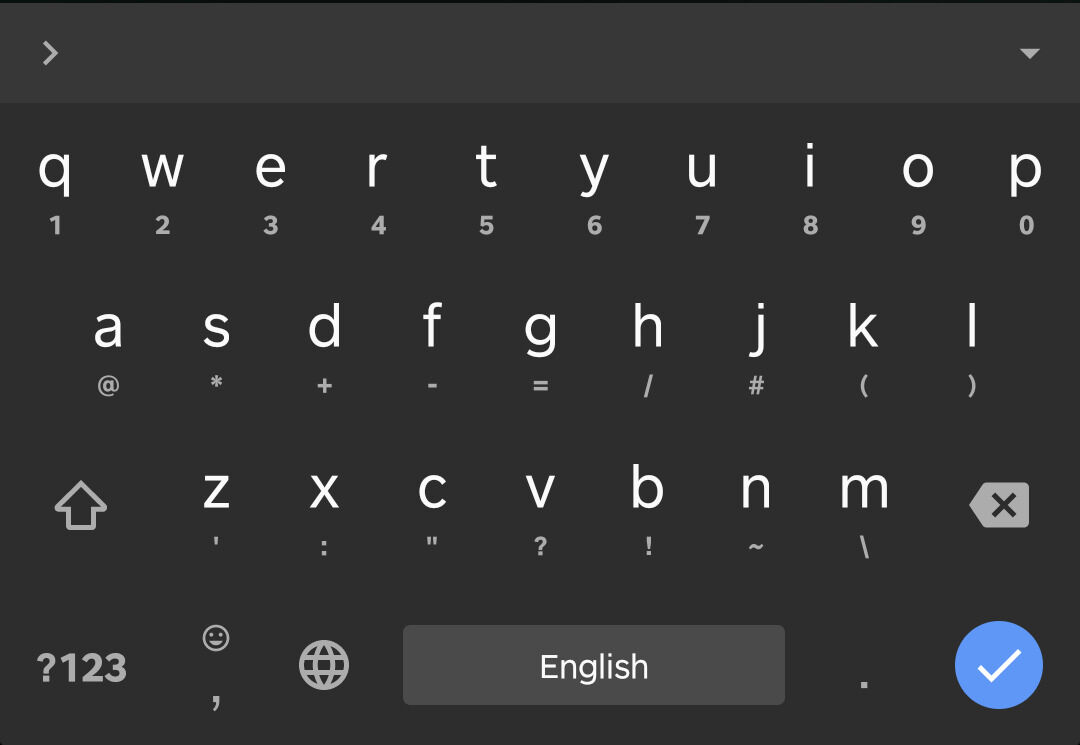 q w e r t y u i o p
1 2 3 4 5 6 7 8 9 0
a s d f g h j k l
@ * + - = / # ( )
z x c v b n m
' : " ? ! ~ \
?123 , English .